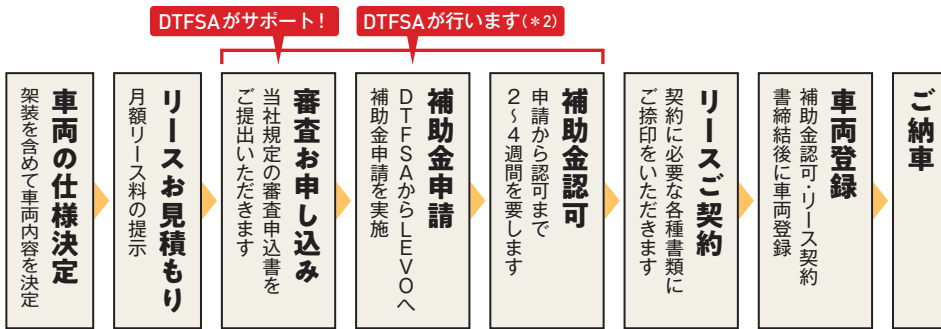 DTFSAがサポート！
DTFSAが行います(＊2)
車両の仕様決定
架装を含めて車両内容を決定
リースお見積もり
月額リース料の提示
審査お申し込み
当社規定の審査申込書を
ご提出いただきます
補助金申請
DTFSAからLEVOへ
補助金申請を実施
補助金認可
申請から認可まで
2〜4週間を要します
リースご契約
契約に必要な各種書類に
ご捺印をいただきます
車両登録
補助金認可・リース契約
書締結後に車両登録
ご納車